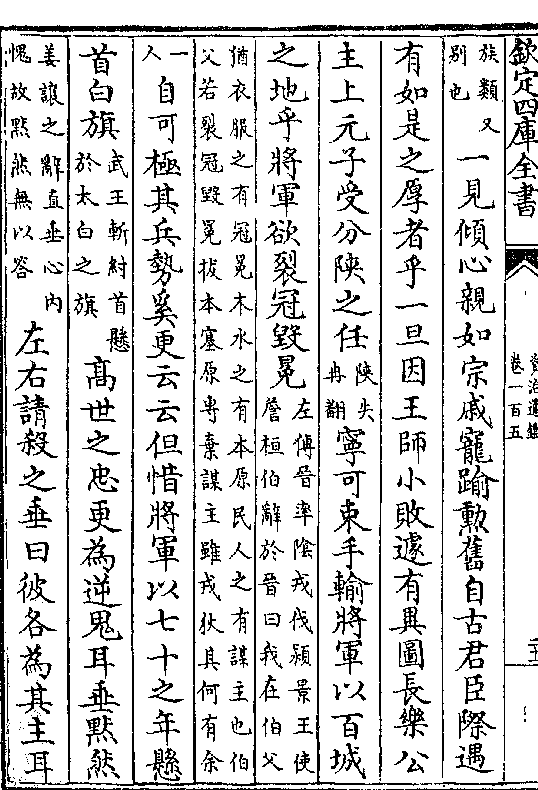 欽定四庫全書
資治通鑑
卷一百五
族類又
别也
一見傾心親如宗戚寵踰勲舊自古君臣際遇
有如是之厚者乎一旦因王師小敗遽有異圖長樂公
主上元子受分陜之任
陜失
冉翻
寧可束手輸將軍以百城
之地乎將軍欲裂冠毁冕
左傳晉率陰戎伐潁景王使
詹桓伯辭於晉曰我在伯父
猶衣服之有冠冕木水之有本原民人之有謀主也伯
父若裂冠毁冕拔本塞原専棄謀主雖戎狄其何有余
一
人
自可極其兵勢奚更云云但惜將軍以七十之年懸
首白旗
武王斬紂首懸
於太白之旗
髙世之忠更為逆鬼耳垂黙然
姜讓之辭直垂心内
愧故黙然無以答
左右請殺之垂曰彼各為其主耳